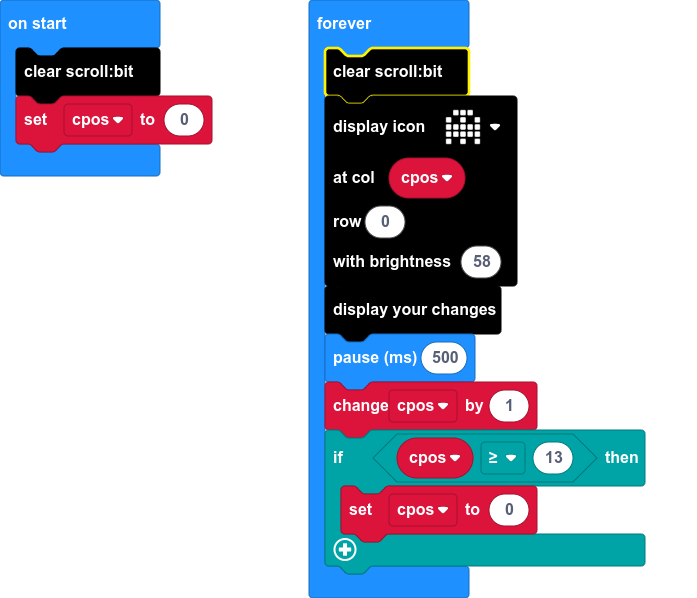 on start
clear scroll:bit
set cpos to 0
forever
clear scroll:bit
display icon
at col cpos
row 0
with brightness 58
display your changes
pause (ms) 500
change cpos by 1
if cpos ≥ 13 then
set cpos to 0